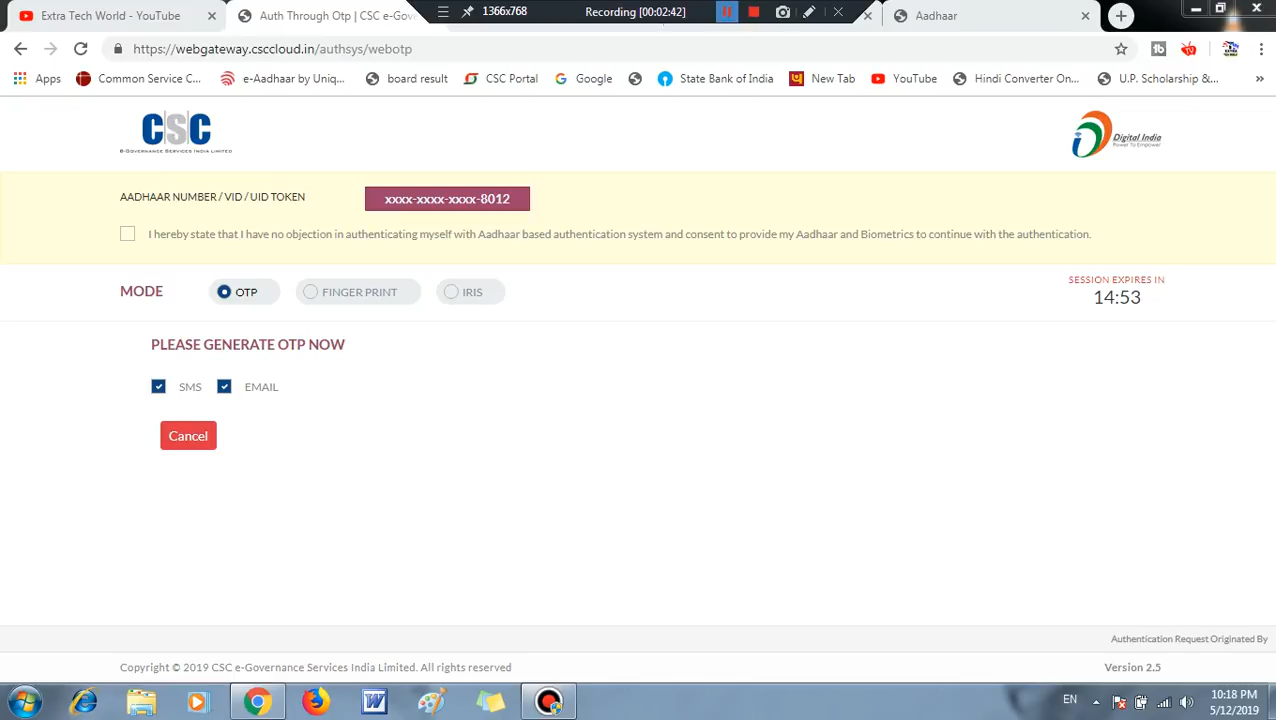 Extra Tech World - YouTube
Auth Through Otp | CSC e-Gove
1366x768
Recording [00:02:42]
Aadhaar
https://webgateway.csccloud.in/authsys/webotp
Apps
Common Service C...
e-Aadhaar by Uniq...
board result
CSC Portal
Google
State Bank of India
New Tab
YouTube
Hindi Converter On...
U.P. Scholarship &...
CSC
e-Governance Services India Limited
Digital India
Power To Empower
AADHAAR NUMBER / VID / UID TOKEN
xxxx-xxxx-xxxx-8012
I hereby state that I have no objection in authenticating myself with Aadhaar based authentication system and consent to provide my Aadhaar and Biometrics to continue with the authentication.
MODE
OTP
FINGER PRINT
IRIS
SESSION EXPIRES IN
14:53
PLEASE GENERATE OTP NOW
SMS
EMAIL
Cancel
Authentication Request Originated By
Copyright © 2019 CSC e-Governance Services India Limited. All rights reserved
Version 2.5
EN
10:18 PM
5/12/2019